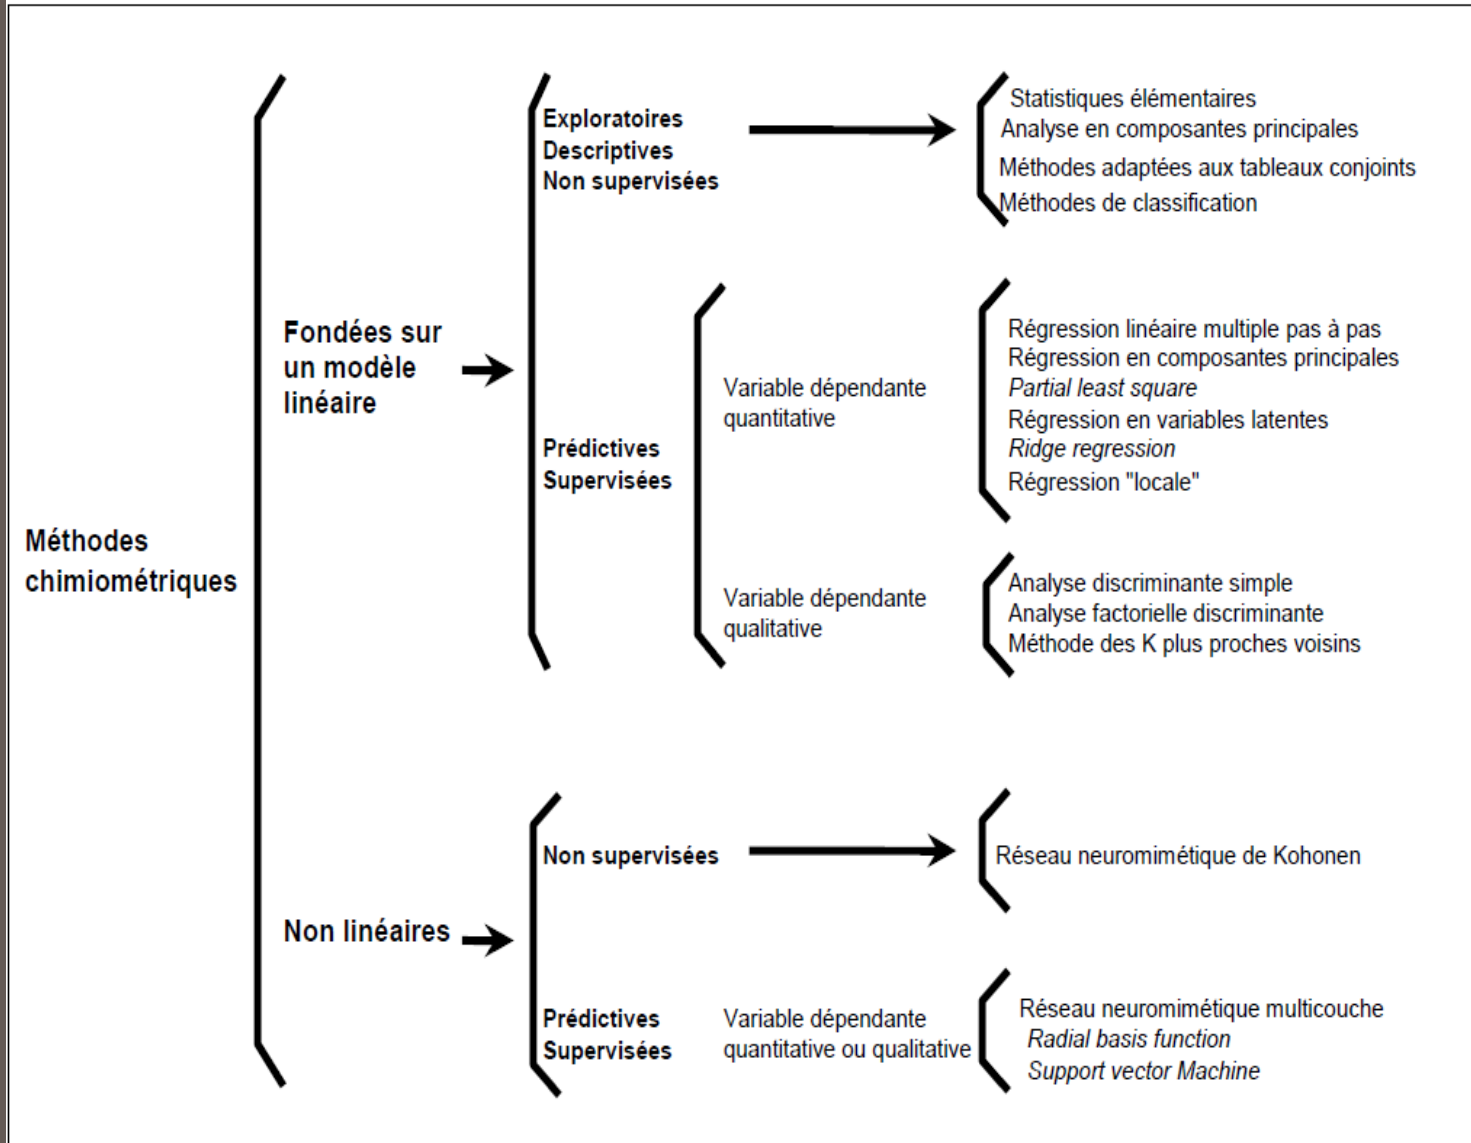 Méthodes
chimiométriques
Fondées sur
un modèle
linéaire
Exploratoires
Descriptives
Non supervisées
Statistiques élémentaires
Analyse en composantes principales
Méthodes adaptées aux tableaux conjoints
Méthodes de classification
Prédictives
Supervisées
Variable dépendante
quantitative
Régression linéaire multiple pas à pas
Régression en composantes principales
Partial least square
Régression en variables latentes
Ridge regression
Régression "locale"
Variable dépendante
qualitative
Analyse discriminante simple
Analyse factorielle discriminante
Méthode des K plus proches voisins
Non linéaires
Non supervisées
Réseau neuromimétique de Kohonen
Prédictives
Supervisées
Variable dépendante
quantitative ou qualitative
Réseau neuromimétique multicouche
Radial basis function
Support vector Machine